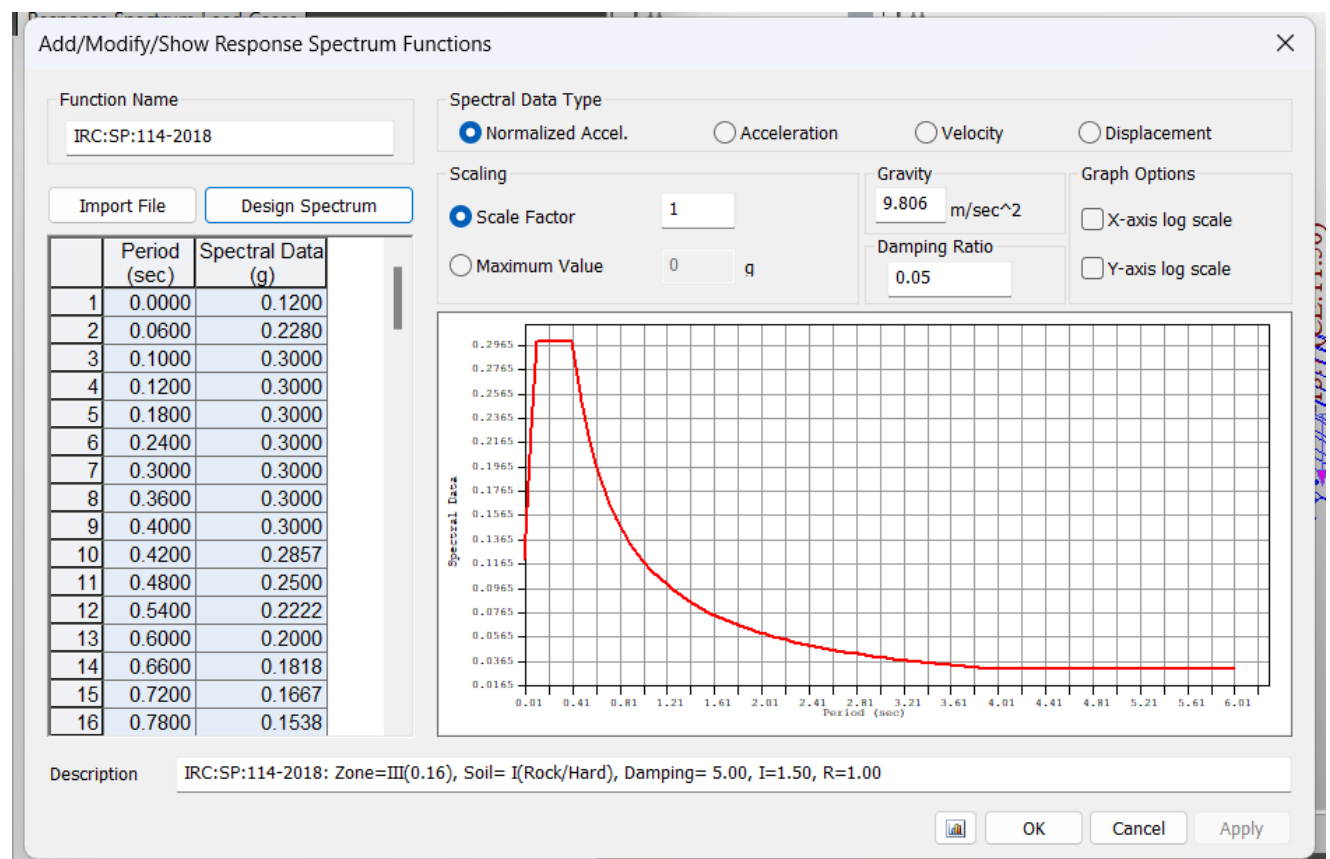 Add/Modify/Show Response Spectrum Functions
Function Name
IRC:SP:114-2018
Import File
Design Spectrum
Period (sec) Spectral Data (g)
1 0.0000 0.1200
2 0.0600 0.2280
3 0.1000 0.3000
4 0.1200 0.3000
5 0.1800 0.3000
6 0.2400 0.3000
7 0.3000 0.3000
8 0.3600 0.3000
9 0.4000 0.3000
10 0.4200 0.2857
11 0.4800 0.2500
12 0.5400 0.2222
13 0.6000 0.2000
14 0.6600 0.1818
15 0.7200 0.1667
16 0.7800 0.1538
Spectral Data Type
Normalized Accel. Acceleration Velocity Displacement
Scaling
Scale Factor 1
Maximum Value 0 g
Gravity
9.806 m/sec^2
Damping Ratio
0.05
Graph Options
X-axis log scale
Y-axis log scale
Spectral Data
0.2965
0.2765
0.2565
0.2365
0.2165
0.1965
0.1765
0.1565
0.1365
0.1165
0.0965
0.0765
0.0565
0.0365
0.0165
0.01 0.41 0.81 1.21 1.61 2.01 2.41 2.81 3.21 3.61 4.01 4.41 4.81 5.21 5.61 6.01
Period (sec)
Description IRC:SP:114-2018: Zone=III(0.16), Soil= I(Rock/Hard), Damping= 5.00, I=1.50, R=1.00
OK Cancel Apply